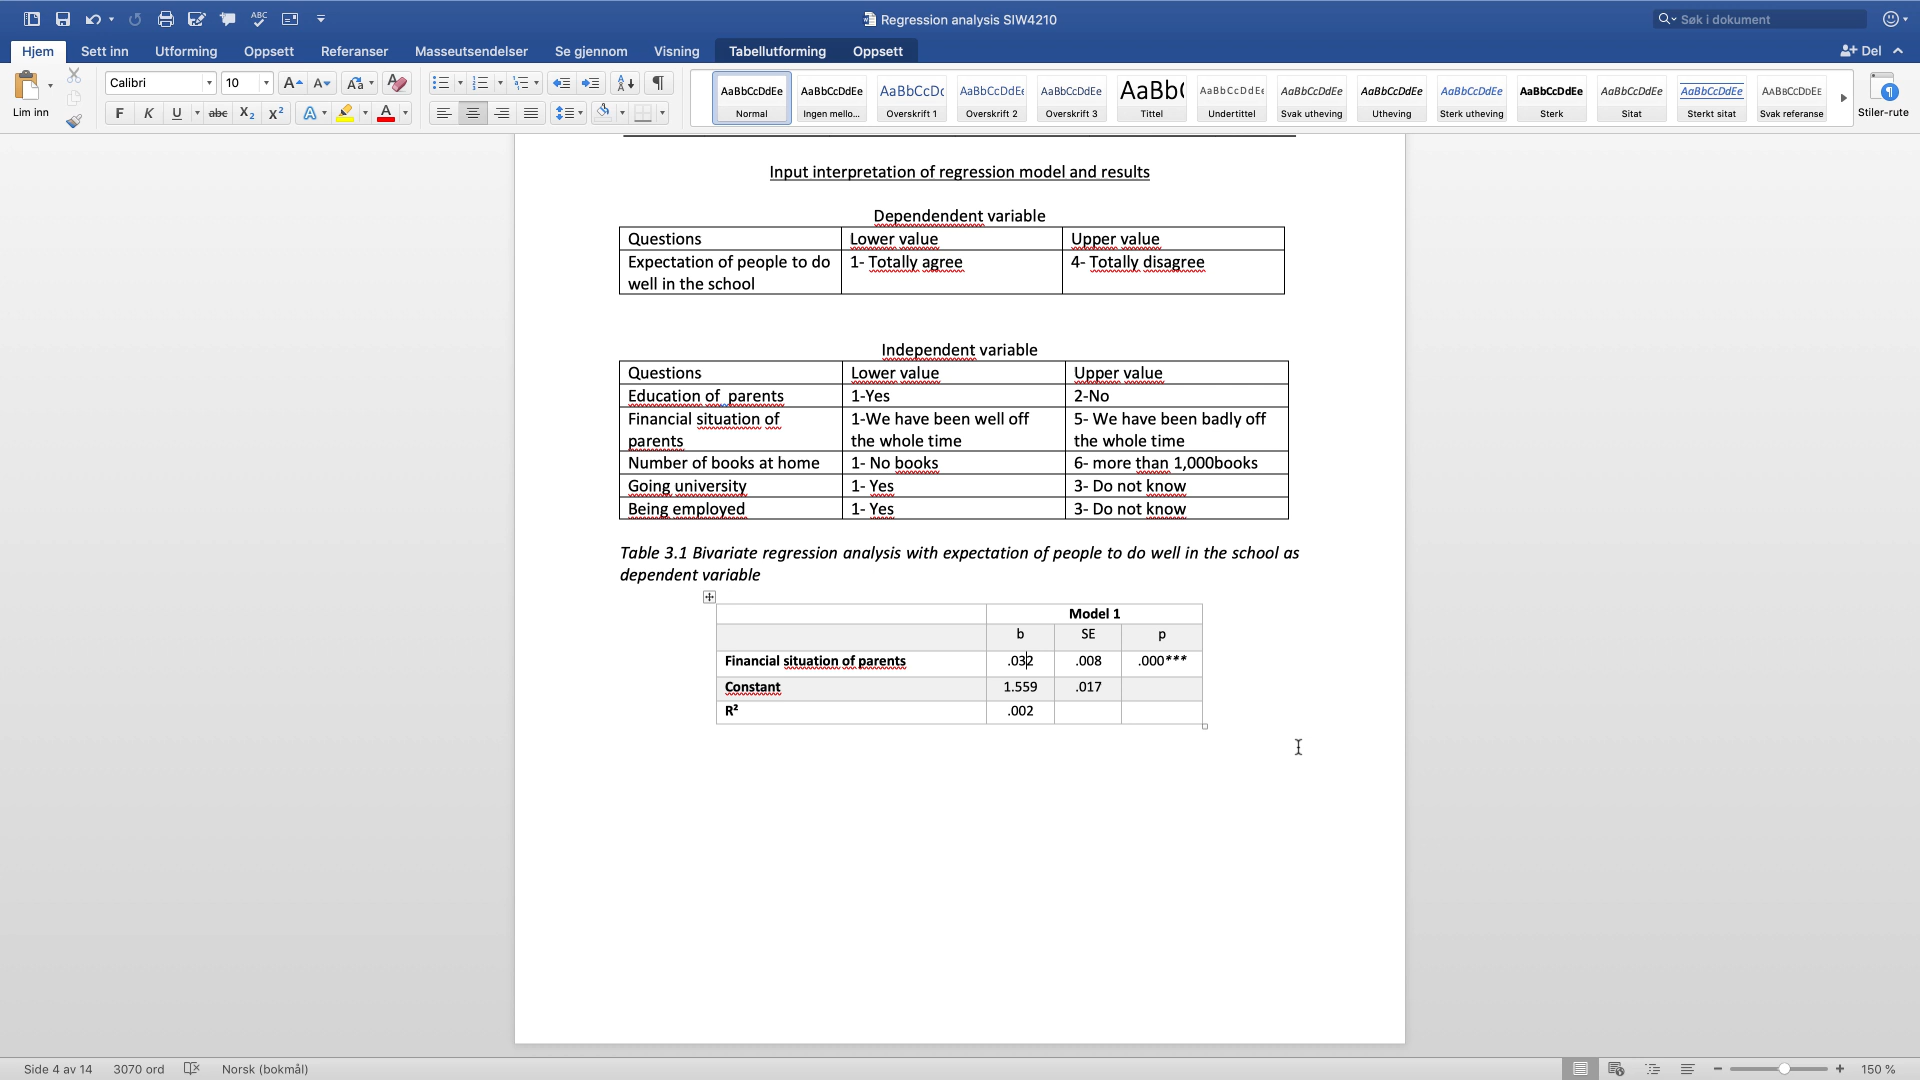 Regression analysis SIW4210
Søk i dokument
Hjem Sett inn Utforming Oppsett Referanser Masseutsendelser Se gjennom Visning Tabellutforming Oppsett Del
Lim inn
Calibri 10
F K U abc X₂ X²
AaBbCcDdEe AaBbCcDdEe AaBbCcDc AaBbCcDdEe AaBbCcDdEe AaBb( AaBbCcDdEe AaBbCcDdEe AaBbCcDdEe AaBbCcDdEe AaBbCcDdEe AaBbCcDdEe AaBbCcDdEe AaBbCcDdEe
Normal Ingen mello... Overskrift 1 Overskrift 2 Overskrift 3 Tittel Undertittel Svak utheving Utheving Sterk utheving Sterk Sitat Sterkt sitat Svak referanse Stiler-rute
Input interpretation of regression model and results
Dependendent variable
Questions Lower value Upper value
Expectation of people to do 1- Totally agree 4- Totally disagree
well in the school
Independent variable
Questions Lower value Upper value
Education of  parents 1-Yes 2-No
Financial situation of 1-We have been well off 5- We have been badly off
parents the whole time the whole time
Number of books at home 1- No books 6- more than 1,000books
Going university 1- Yes 3- Do not know
Being employed 1- Yes 3- Do not know
Table 3.1 Bivariate regression analysis with expectation of people to do well in the school as
dependent variable
Model 1
b SE p
Financial situation of parents .032 .008 .000***
Constant 1.559 .017
R² .002
Side 4 av 14 3070 ord Norsk (bokmål) 150 %